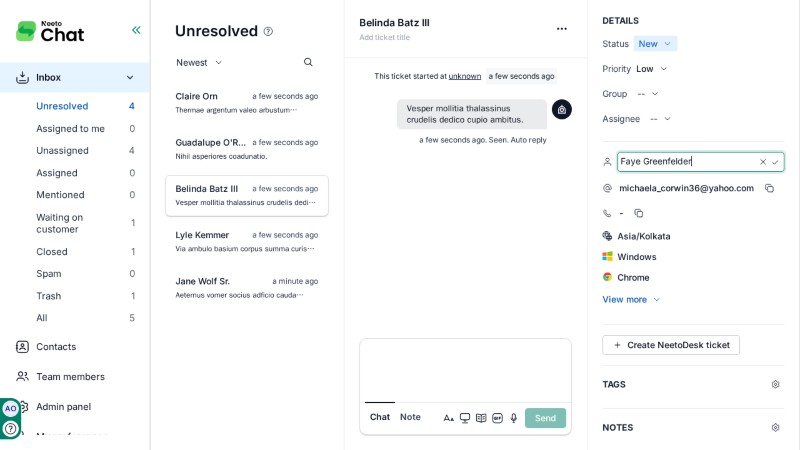 Neeto
Chat
Inbox
Unresolved 4
Assigned to me 0
Unassigned 4
Assigned 0
Mentioned 0
Waiting on
customer 1
Closed 1
Spam 0
Trash 1
All 5
Contacts
Team members
Admin panel
AO
Unresolved
Newest
Claire Orn a few seconds ago
Thermae argentum valeo arbustum···
Guadalupe O'R... a few seconds ago
Nihil asperiores coadunatio.
Belinda Batz III a few seconds ago
Vesper mollitia thalassinus crudelis dedi···
Lyle Kemmer a few seconds ago
Via ambulo basium corpus summa curis···
Jane Wolf Sr. a minute ago
Aeternus vomer socius adficio cauda···
Belinda Batz III
Add ticket title
This ticket started at unknown a few seconds ago
Vesper mollitia thalassinus
crudelis dedico cupio ambitus.
a few seconds ago. Seen. Auto reply
Chat Note Send
DETAILS
Status New
Priority Low
Group --
Assignee --
Faye Greenfelder
michaela_corwin36@yahoo.com
-
Asia/Kolkata
Windows
Chrome
View more
+ Create NeetoDesk ticket
TAGS
NOTES